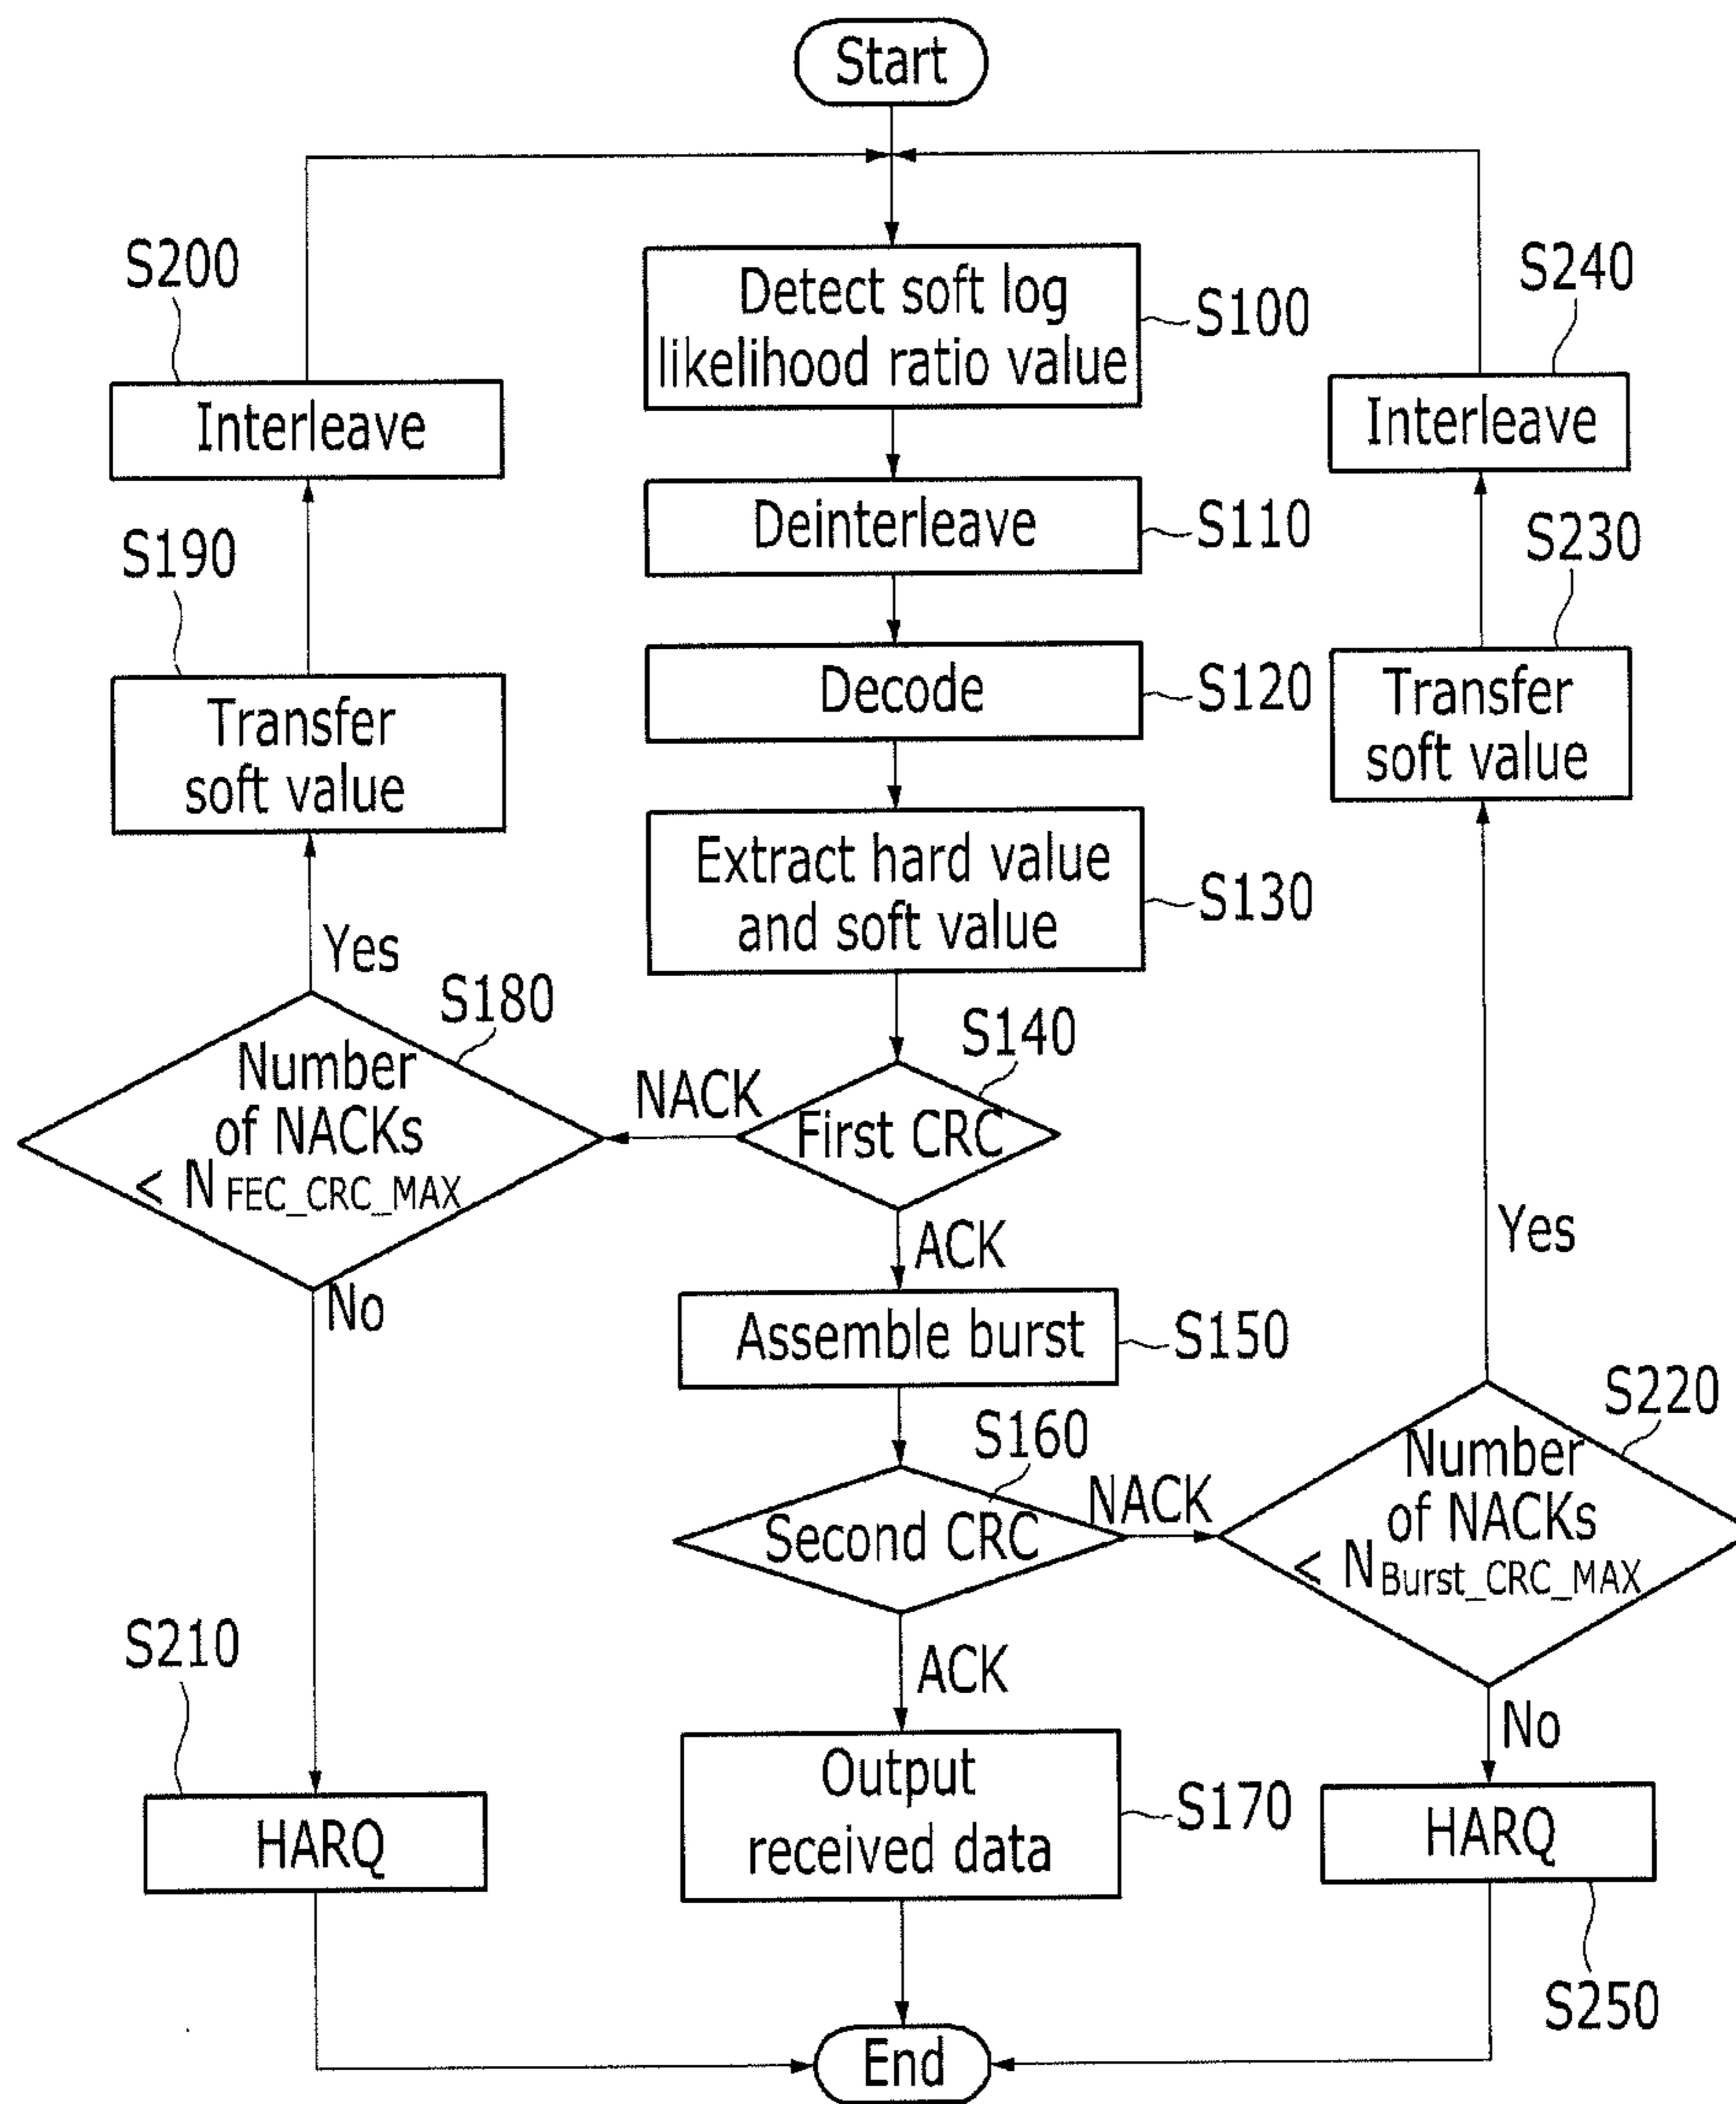 Start
S200
S240
Detect soft log
likelihood ratio value
S100
Interleave
Interleave
Deinterleave
S110
S190
S230
Decode
S120
Transfer
soft value
Transfer
soft value
Extract hard value
and soft value
S130
Yes
S180
S140
Number
of NACKs
< NFEC_CRC_MAX
NACK
First CRC
ACK
Yes
No
Assemble burst
S150
S160
S220
Second CRC
NACK
Number
of NACKs
< NBurst_CRC_MAX
S210
ACK
No
HARQ
Output
received data
S170
HARQ
S250
End